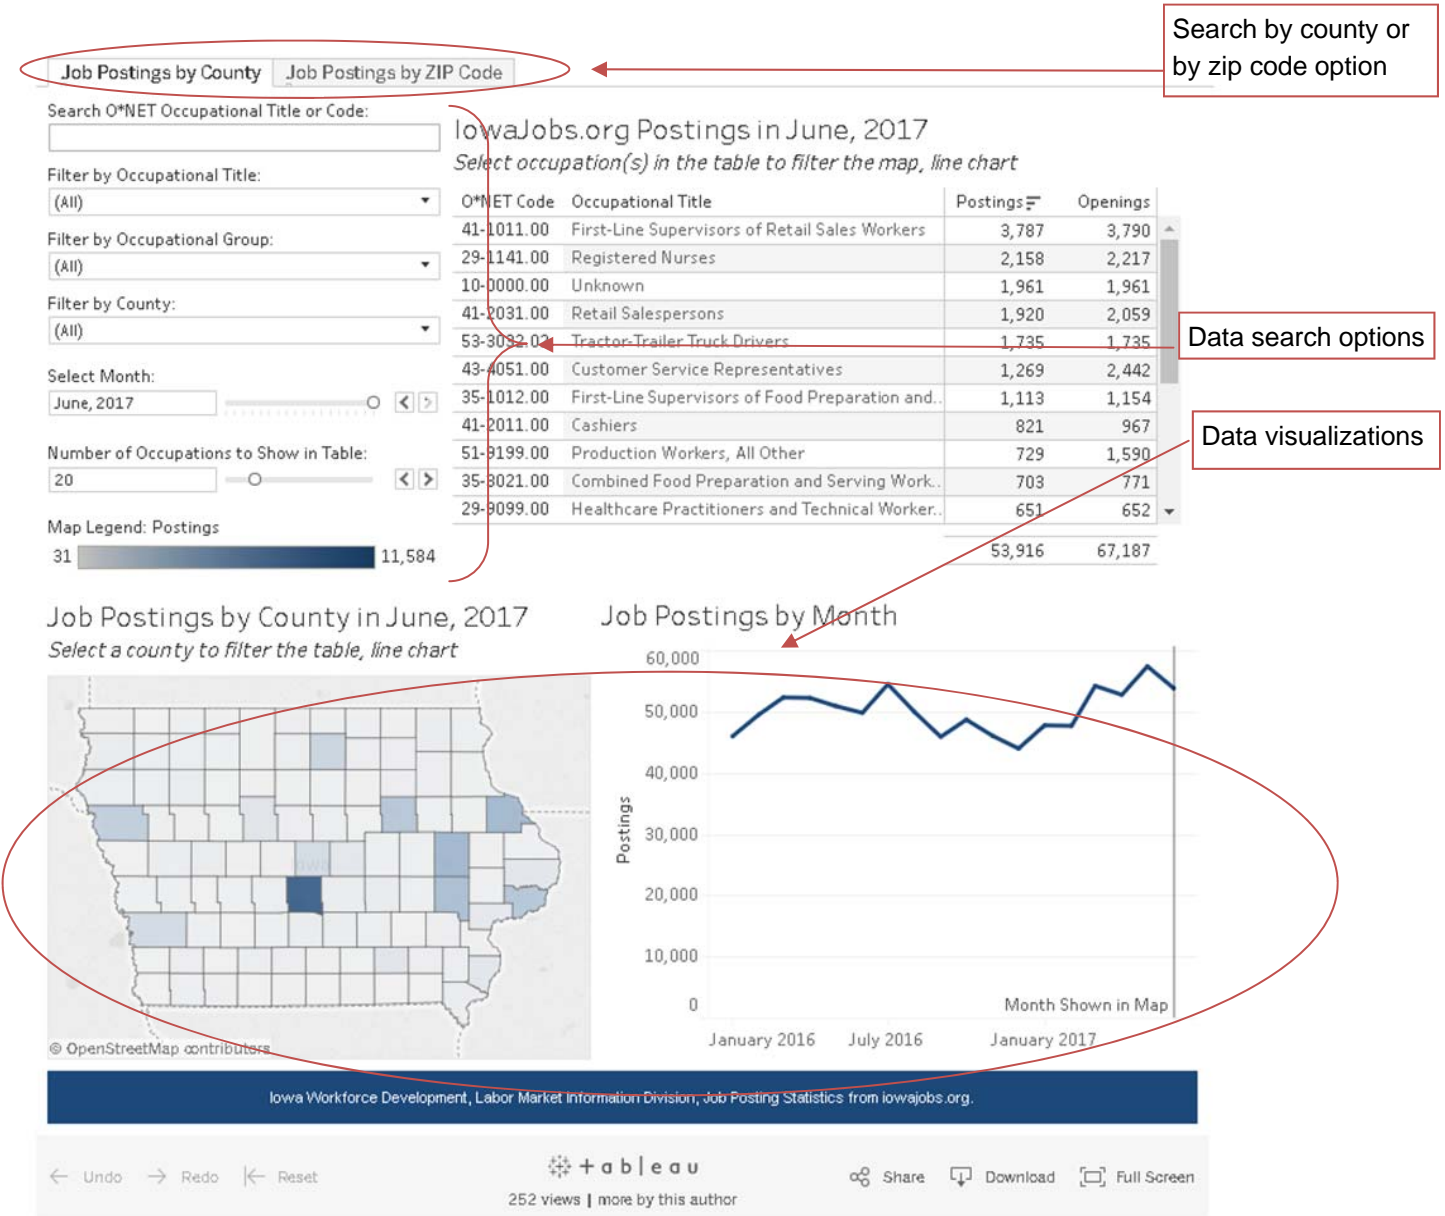 Search by county or
by zip code option
Job Postings by County
Job Postings by ZIP Code
Search O*NET Occupational Title or Code:
Filter by Occupational Title:
(All)
Filter by Occupational Group:
(All)
Filter by County:
(All)
Select Month:
June, 2017
Number of Occupations to Show in Table:
20
Map Legend: Postings
31 11,584
IowaJobs.org Postings in June, 2017
Select occupation(s) in the table to filter the map, line chart
O*NET Code Occupational Title Postings Openings
41-1011.00 First-Line Supervisors of Retail Sales Workers 3,787 3,790
29-1141.00 Registered Nurses 2,158 2,217
10-0000.00 Unknown 1,961 1,961
41-2031.00 Retail Salespersons 1,920 2,059
53-3032.00 Tractor-Trailer Truck Drivers 1,735 1,735
43-4051.00 Customer Service Representatives 1,269 2,442
35-1012.00 First-Line Supervisors of Food Preparation and.. 1,113 1,154
41-2011.00 Cashiers 821 967
51-9199.00 Production Workers, All Other 729 1,590
35-3021.00 Combined Food Preparation and Serving Work.. 703 771
29-9099.00 Healthcare Practitioners and Technical Worker.. 651 652
53,916 67,187
Data search options
Data visualizations
Job Postings by County in June, 2017
Select a county to filter the table, line chart
Iowa
© OpenStreetMap contributors
Job Postings by Month
60,000
50,000
40,000
30,000
20,000
10,000
0
Postings
Month Shown in Map
January 2016 July 2016 January 2017
Iowa Workforce Development, Labor Market Information Division, Job Posting Statistics from iowajobs.org.
Undo Redo Reset
+ableau
252 views | more by this author
Share Download Full Screen